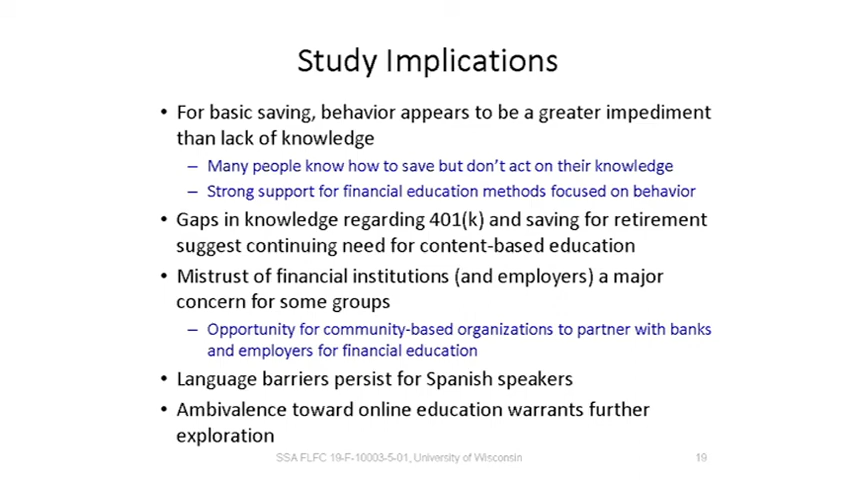 Study Implications
• For basic saving, behavior appears to be a greater impediment
than lack of knowledge
– Many people know how to save but don't act on their knowledge
– Strong support for financial education methods focused on behavior
• Gaps in knowledge regarding 401(k) and saving for retirement
suggest continuing need for content-based education
• Mistrust of financial institutions (and employers) a major
concern for some groups
– Opportunity for community-based organizations to partner with banks
and employers for financial education
• Language barriers persist for Spanish speakers
• Ambivalence toward online education warrants further
exploration
SSA FLFC 19-F-10003-5-01, University of Wisconsin 19